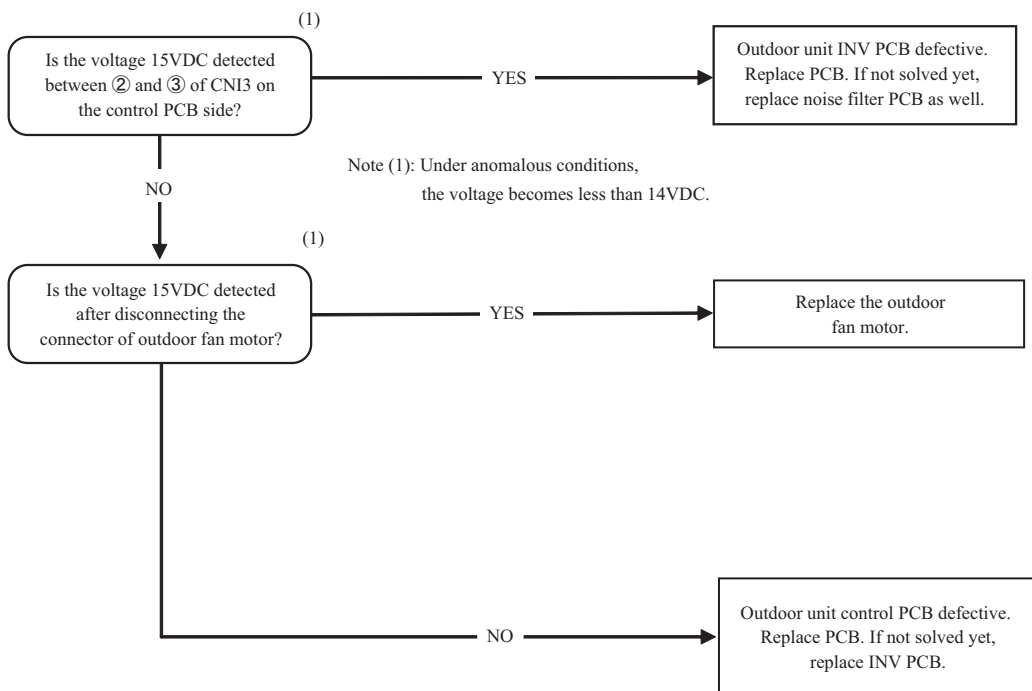 (1)
Is the voltage 15VDC detected
between ② and ③ of CNI3 on
the control PCB side?
YES
Outdoor unit INV PCB defective.
Replace PCB. If not solved yet,
replace noise filter PCB as well.
NO
Note (1): Under anomalous conditions,
the voltage becomes less than 14VDC.
(1)
Is the voltage 15VDC detected
after disconnecting the
connector of outdoor fan motor?
YES
Replace the outdoor
fan motor.
NO
Outdoor unit control PCB defective.
Replace PCB. If not solved yet,
replace INV PCB.